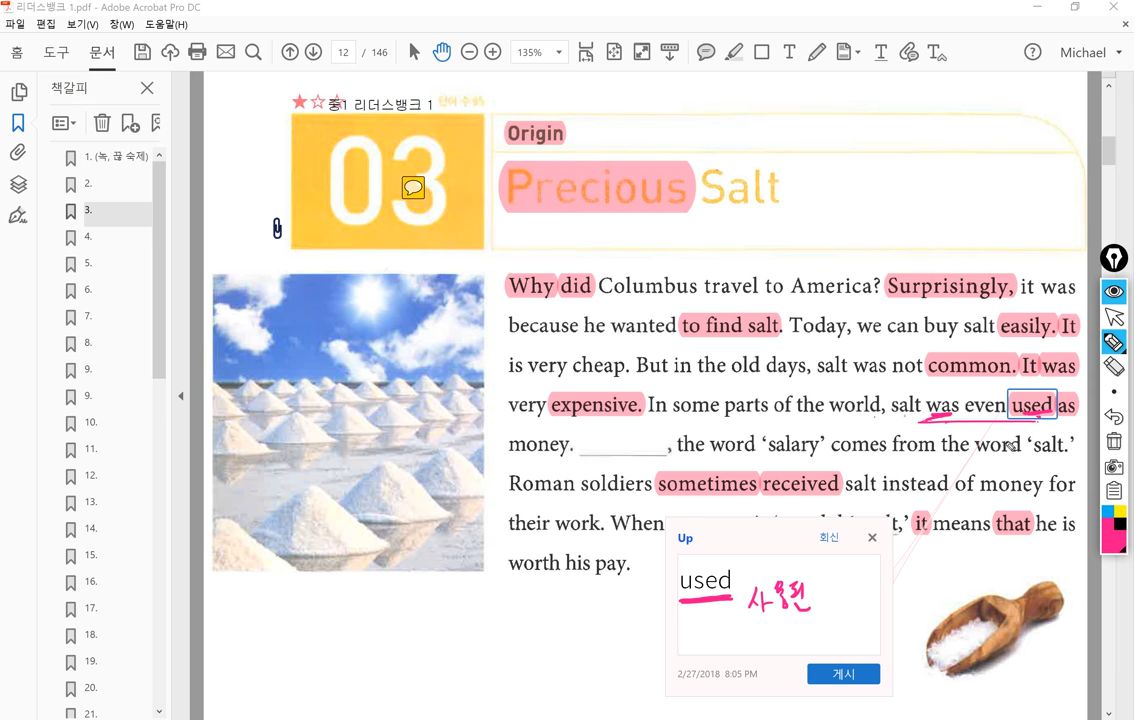 리더스뱅크 1.pdf - Adobe Acrobat Pro DC
파일 편집 보기(V) 창(W) 도움말(H)
홈 도구 문서 12 / 146 135% Michael
책갈피
1. (녹, 끊 숙제)
2.
3.
4.
5.
6.
7.
8.
9.
9.
10.
11.
12.
13.
14.
15.
16.
17.
18.
19.
20.
21.
중1 리더스뱅크 1
03
Origin
Precious Salt
Why did Columbus travel to America? Surprisingly, it was
because he wanted to find salt. Today, we can buy salt easily. It
is very cheap. But in the old days, salt was not common. It was
very expensive. In some parts of the world, salt was even used as
money. ________, the word ‘salary’ comes from the word ‘salt.’
Roman soldiers sometimes received salt instead of money for
their work. When lt,’ it means that he is
worth his pay.
Up 회신
used 사용된
2/27/2018 8:05 PM 게시